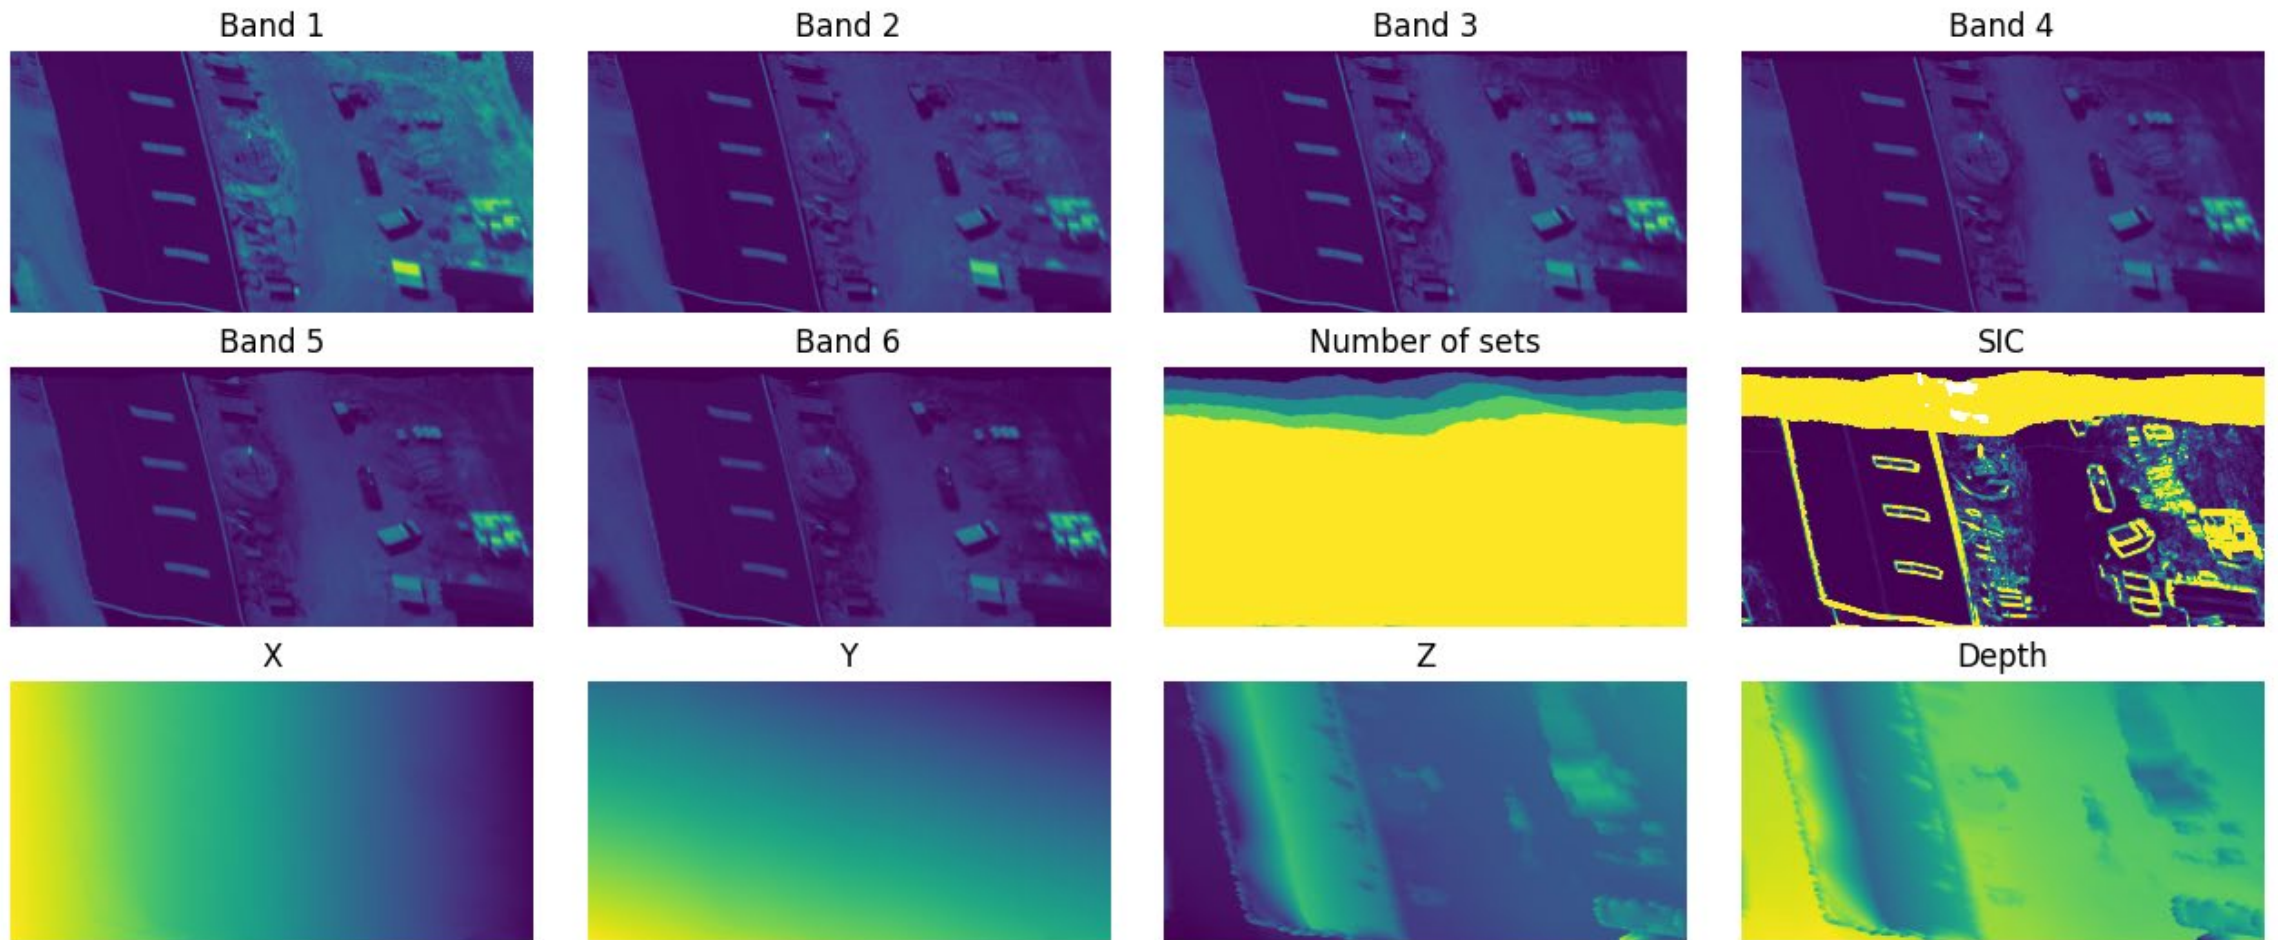 Band 1
Band 2
Band 3
Band 4
Band 5
Band 6
Number of sets
SIC
X
Y
Z
Depth